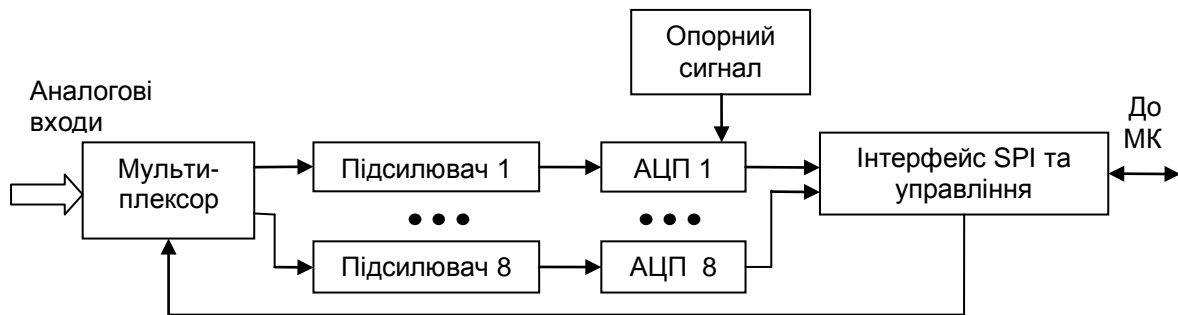 Опорний
сигнал
Аналогові
входи
Мульти-
плексор
Підсилювач 1
АЦП 1
Інтерфейс SPI та
управління
До
МК
Підсилювач 8
АЦП 8